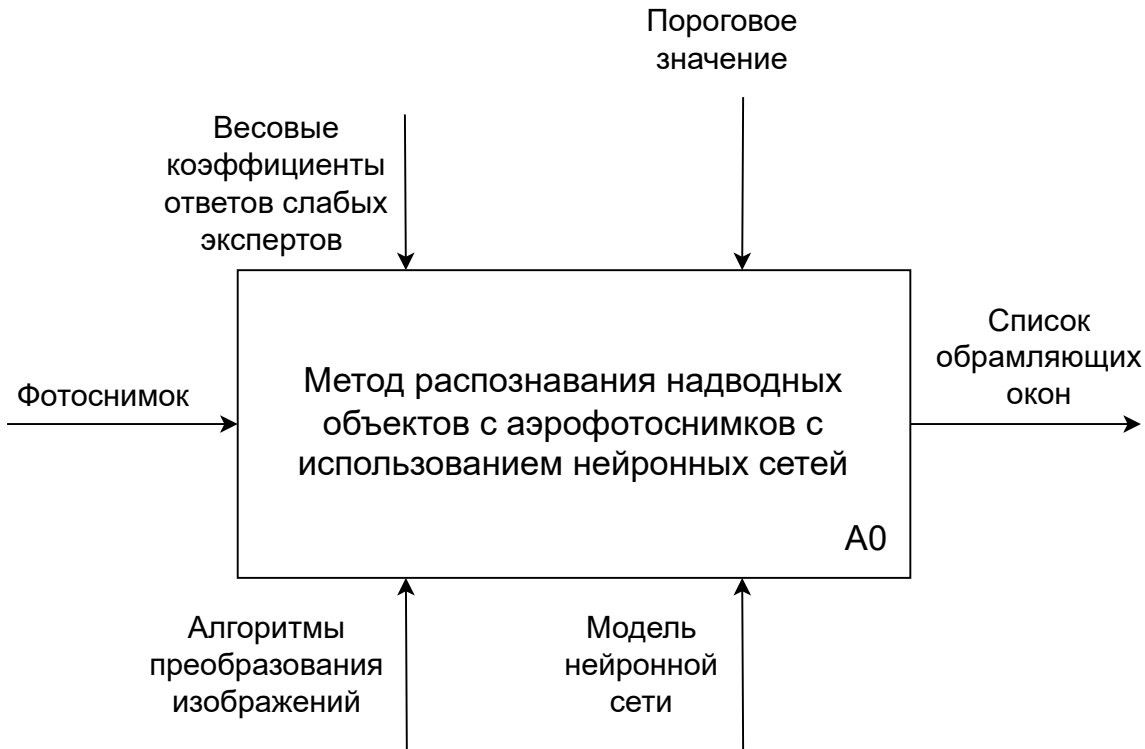 Пороговое
значение
Весовые
коэффициенты
ответов слабых
экспертов
Фотоснимок
Метод распознавания надводных
объектов с аэрофотоснимков с
использованием нейронных сетей
А0
Список
обрамляющих
окон
Алгоритмы
преобразования
изображений
Модель
нейронной
сети